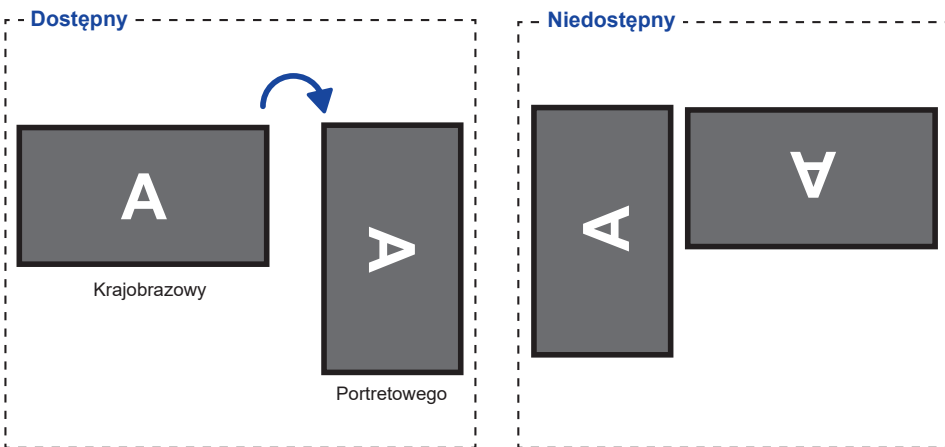 Dostępny
A
Krajobrazowy
A
Portretowego
Niedostępny
A
A